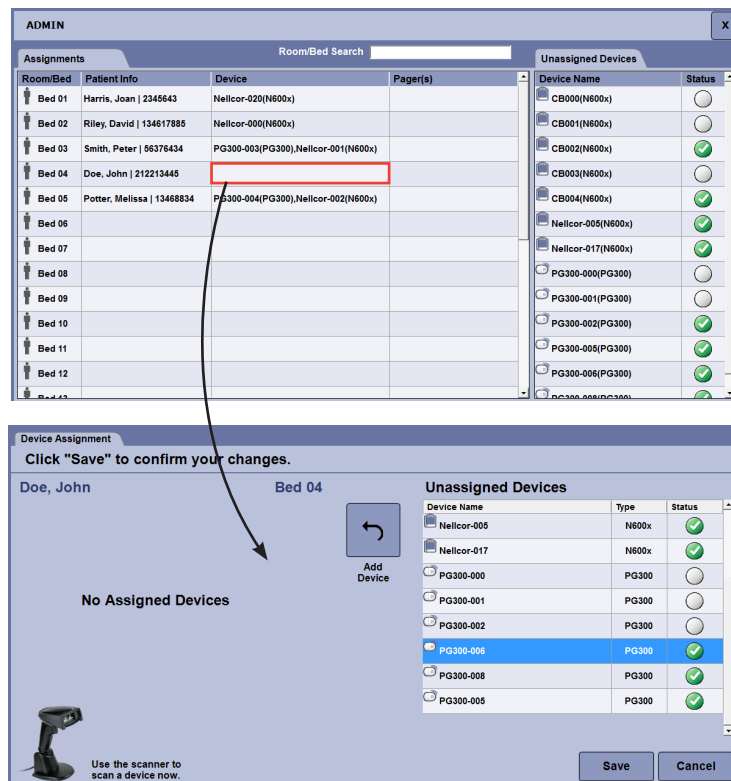 ADMIN
X
Assignments
Room/Bed Search
Unassigned Devices
Room/Bed Patient Info Device Pager(s)
Device Name Status
Bed 01 Harris, Joan | 2345643 Nellcor-020(N600x)
CB000(N600x)
Bed 02 Riley, David | 134617885 Nellcor-000(N600x)
CB001(N600x)
Bed 03 Smith, Peter | 56376434 PG300-003(PG300),Nellcor-001(N600x)
CB002(N600x)
Bed 04 Doe, John | 212213445
CB003(N600x)
Bed 05 Potter, Melissa | 13468834 PG300-004(PG300),Nellcor-002(N600x)
CB004(N600x)
Bed 06
Nellcor-005(N600x)
Bed 07
Nellcor-017(N600x)
Bed 08
PG300-000(PG300)
Bed 09
PG300-001(PG300)
Bed 10
PG300-002(PG300)
Bed 11
PG300-005(PG300)
Bed 12
PG300-006(PG300)
Bed 13
PG300-008(PG300)
Device Assignment
Click "Save" to confirm your changes.
Doe, John Bed 04
Unassigned Devices
Device Name Type Status
Nellcor-005 N600x
Nellcor-017 N600x
Add
Device
PG300-000 PG300
No Assigned Devices
PG300-001 PG300
PG300-002 PG300
PG300-006 PG300
PG300-008 PG300
PG300-005 PG300
Use the scanner to
scan a device now.
Save Cancel